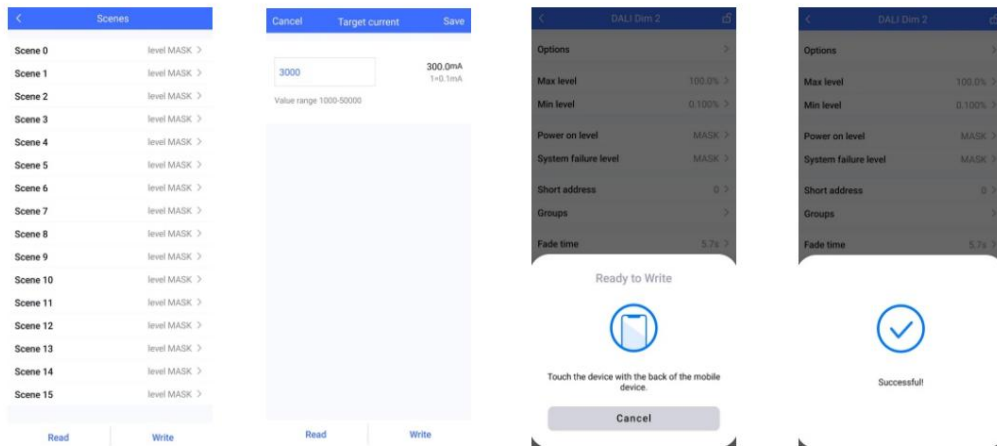 Scenes
Scene 0 level MASK
Scene 1 level MASK
Scene 2 level MASK
Scene 3 level MASK
Scene 4 level MASK
Scene 5 level MASK
Scene 6 level MASK
Scene 7 level MASK
Scene 8 level MASK
Scene 9 level MASK
Scene 10 level MASK
Scene 11 level MASK
Scene 12 level MASK
Scene 13 level MASK
Scene 14 level MASK
Scene 15 level MASK
Read Write
Cancel Target current Save
3000 300.0mA
1=0.1mA
Value range 1000-50000
Read Write
DALI Dim 2
Options
Max level 100.0%
Min level 0.100%
Power on level MASK
System failure level MASK
Short address 0
Groups
Fade time 5.7s
Ready to Write
Touch the device with the back of the mobile
device.
Cancel
DALI Dim 2
Options
Max level 100.0%
Min level 0.100%
Power on level MASK
System failure level MASK
Short address 0
Groups
Fade time 5.7s
Successful!